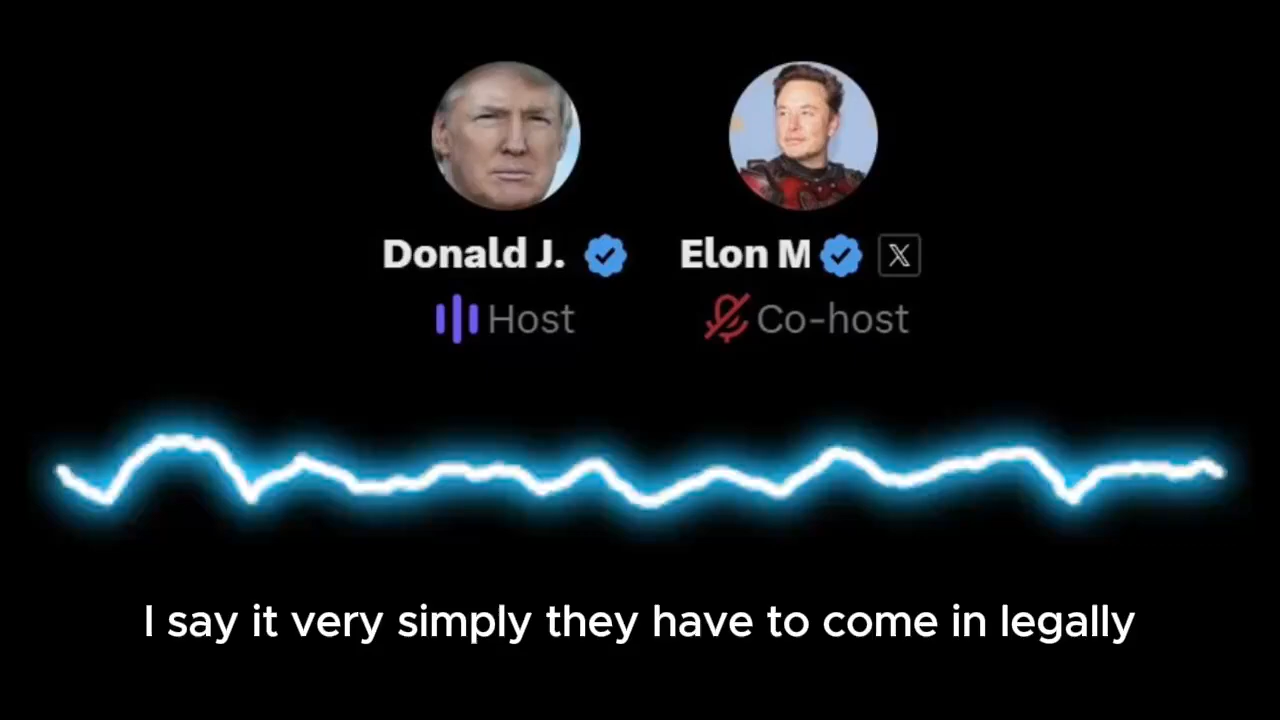 Donald J. Elon M X
Host Co-host
I say it very simply they have to come in legally